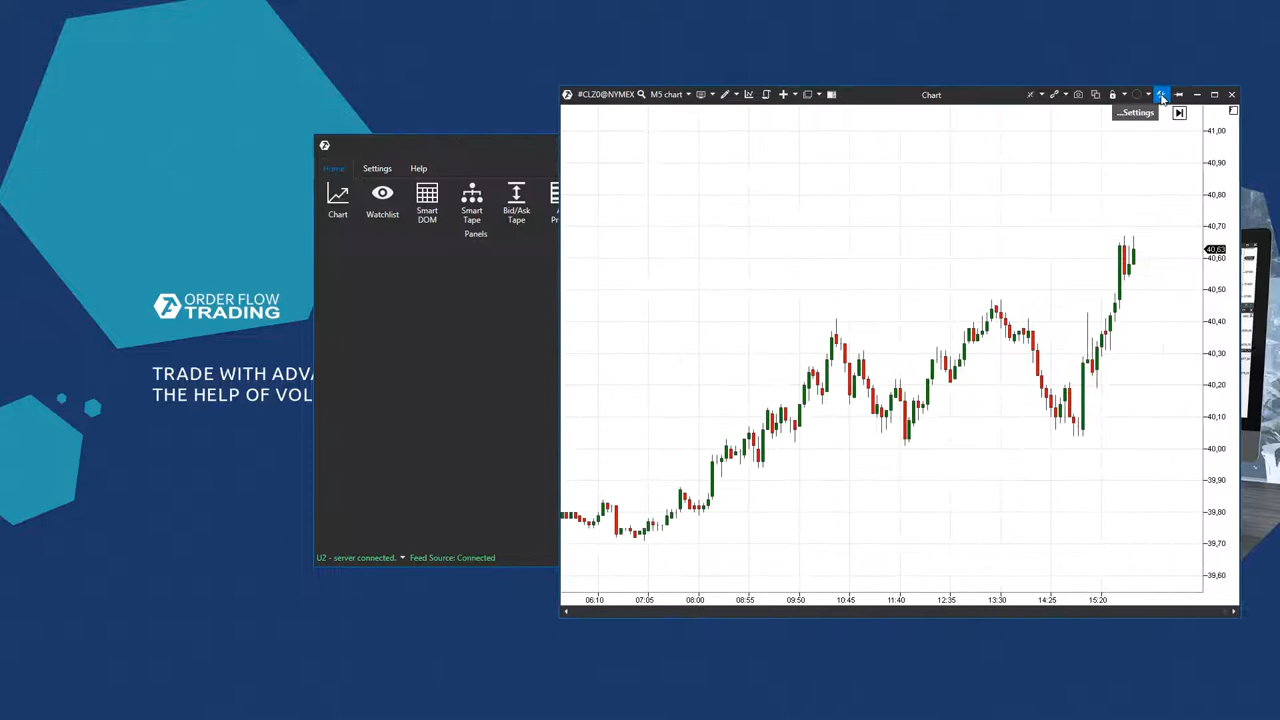 ORDER FLOW
TRADING
TRADE WITH ADVA
THE HELP OF VOL
Home
Settings
Help
Chart
Watchlist
Smart
DOM
Smart
Tape
Bid/Ask
Tape
Panels
U2 - server connected.
Feed Source: Connected
#CLZ0@NYMEX
M5 chart
Chart
...Settings
41,00
40,90
40,80
40,70
40,63
40,60
40,50
40,40
40,30
40,20
40,10
40,00
39,90
39,80
39,70
39,60
06:10
07:05
08:00
08:55
09:50
10:45
11:40
12:35
13:30
14:25
15:20